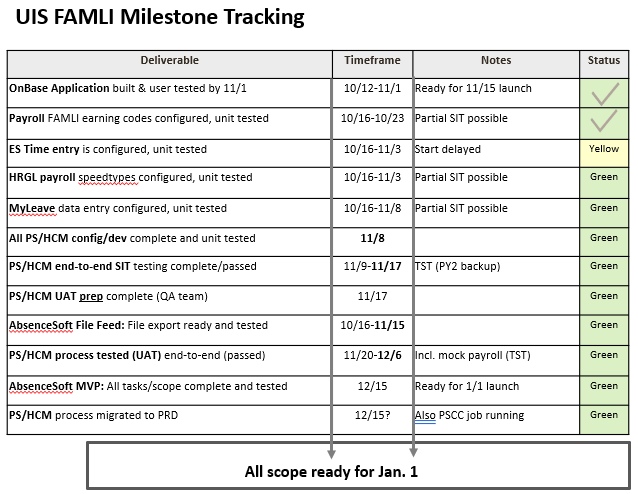 UIS FAMLI Milestone Tracking
Deliverable Timeframe Notes Status
OnBase Application built & user tested by 11/1 10/12-11/1 Ready for 11/15 launch
Payroll FAMLI earning codes configured, unit tested 10/16-10/23 Partial SIT possible
ES Time entry is configured, unit tested 10/16-11/3 Start delayed Yellow
HRGL payroll speedtypes configured, unit tested 10/16-11/3 Partial SIT possible Green
MyLeave data entry configured, unit tested 10/16-11/8 Partial SIT possible Green
All PS/HCM config/dev complete and unit tested 11/8 Green
PS/HCM end-to-end SIT testing complete/passed 11/9-11/17 TST (PY2 backup) Green
PS/HCM UAT prep complete (QA team) 11/17 Green
AbsenceSoft File Feed: File export ready and tested 10/16-11/15 Green
PS/HCM process tested (UAT) end-to-end (passed) 11/20-12/6 Incl. mock payroll (TST) Green
AbsenceSoft MVP: All tasks/scope complete and tested 12/15 Ready for 1/1 launch Green
PS/HCM process migrated to PRD 12/15? Also PSCC job running Green
All scope ready for Jan. 1